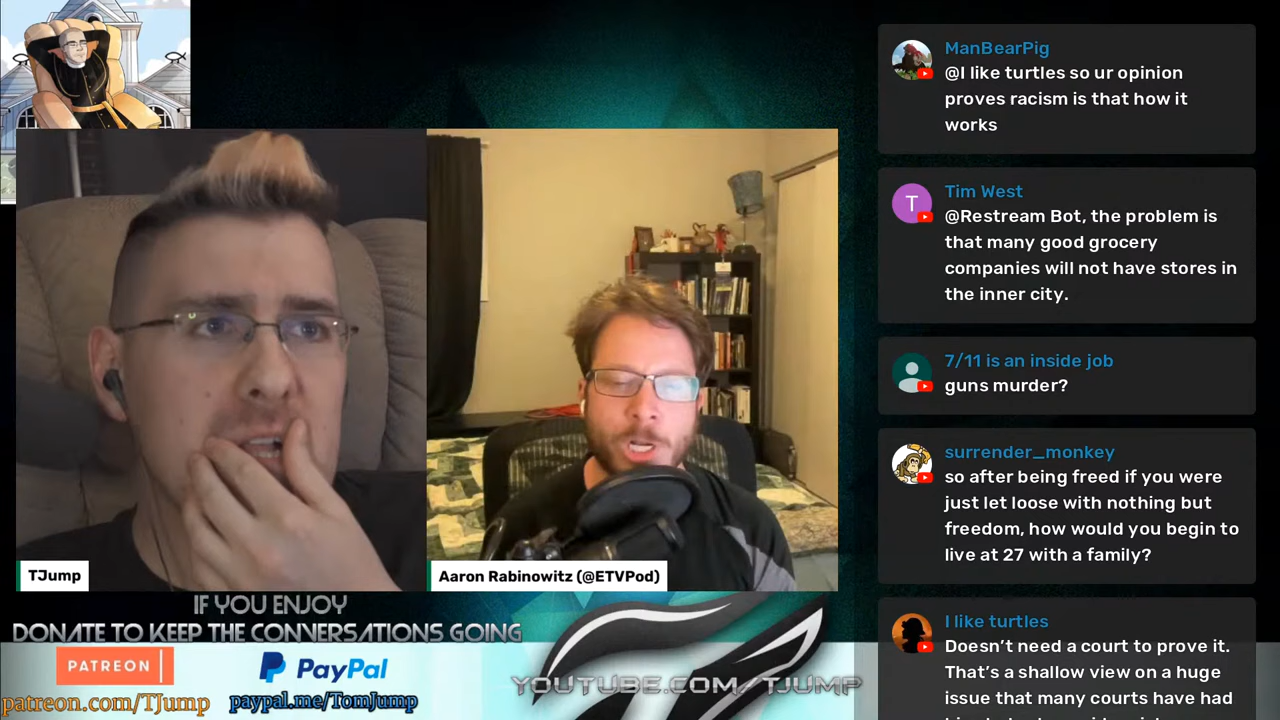 ManBearPig
@I like turtles so ur opinion
proves racism is that how it
works
Tim West
T
@Restream Bot, the problem is
that many good grocery
companies will not have stores in
the inner city.
7/11 is an inside job
guns murder?
surrender_monkey
so after being freed if you were
just let loose with nothing but
freedom, how would you begin to
live at 27 with a family?
I like turtles
Doesn't need a court to prove it.
That's a shallow view on a huge
issue that many courts have had
TJump
Aaron Rabinowitz (@ETVPod)
IF YOU ENJOY
DONATE TO KEEP THE CONVERSATIONS GOING
PATREON
PayPal
patreon.com/TJump
paypal.me/TomJump
YOUTUBE.COM/TJUMP